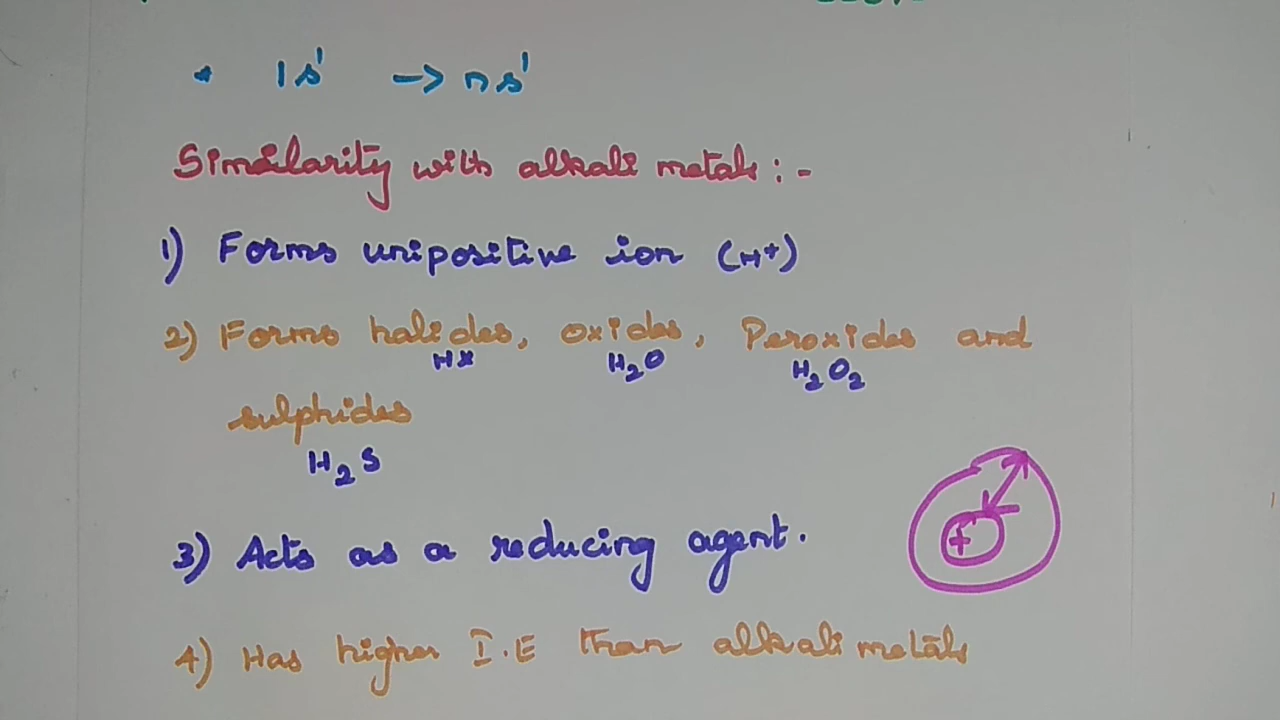 * 1s¹ → ns¹
Similarity with alkali metals :-
1) Forms unipositive ion (H⁺)
2) Forms halides, oxides, Peroxides and
HX H₂O H₂O₂
sulphides
H₂S
3) Acts as a reducing agent.
+
4) Has higher I.E than alkali metals